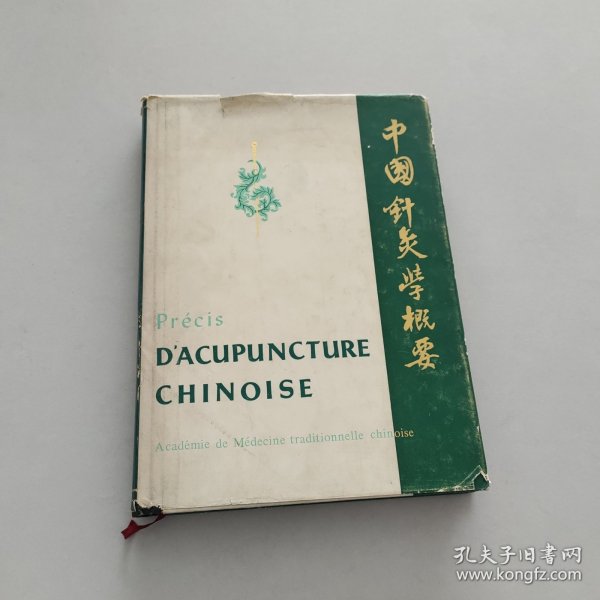 中國針灸學概要
Précis
D'ACUPUNCTURE
CHINOISE
Académie de Médecine traditionnelle chinoise
孔夫子旧书网
www.kongfz.com